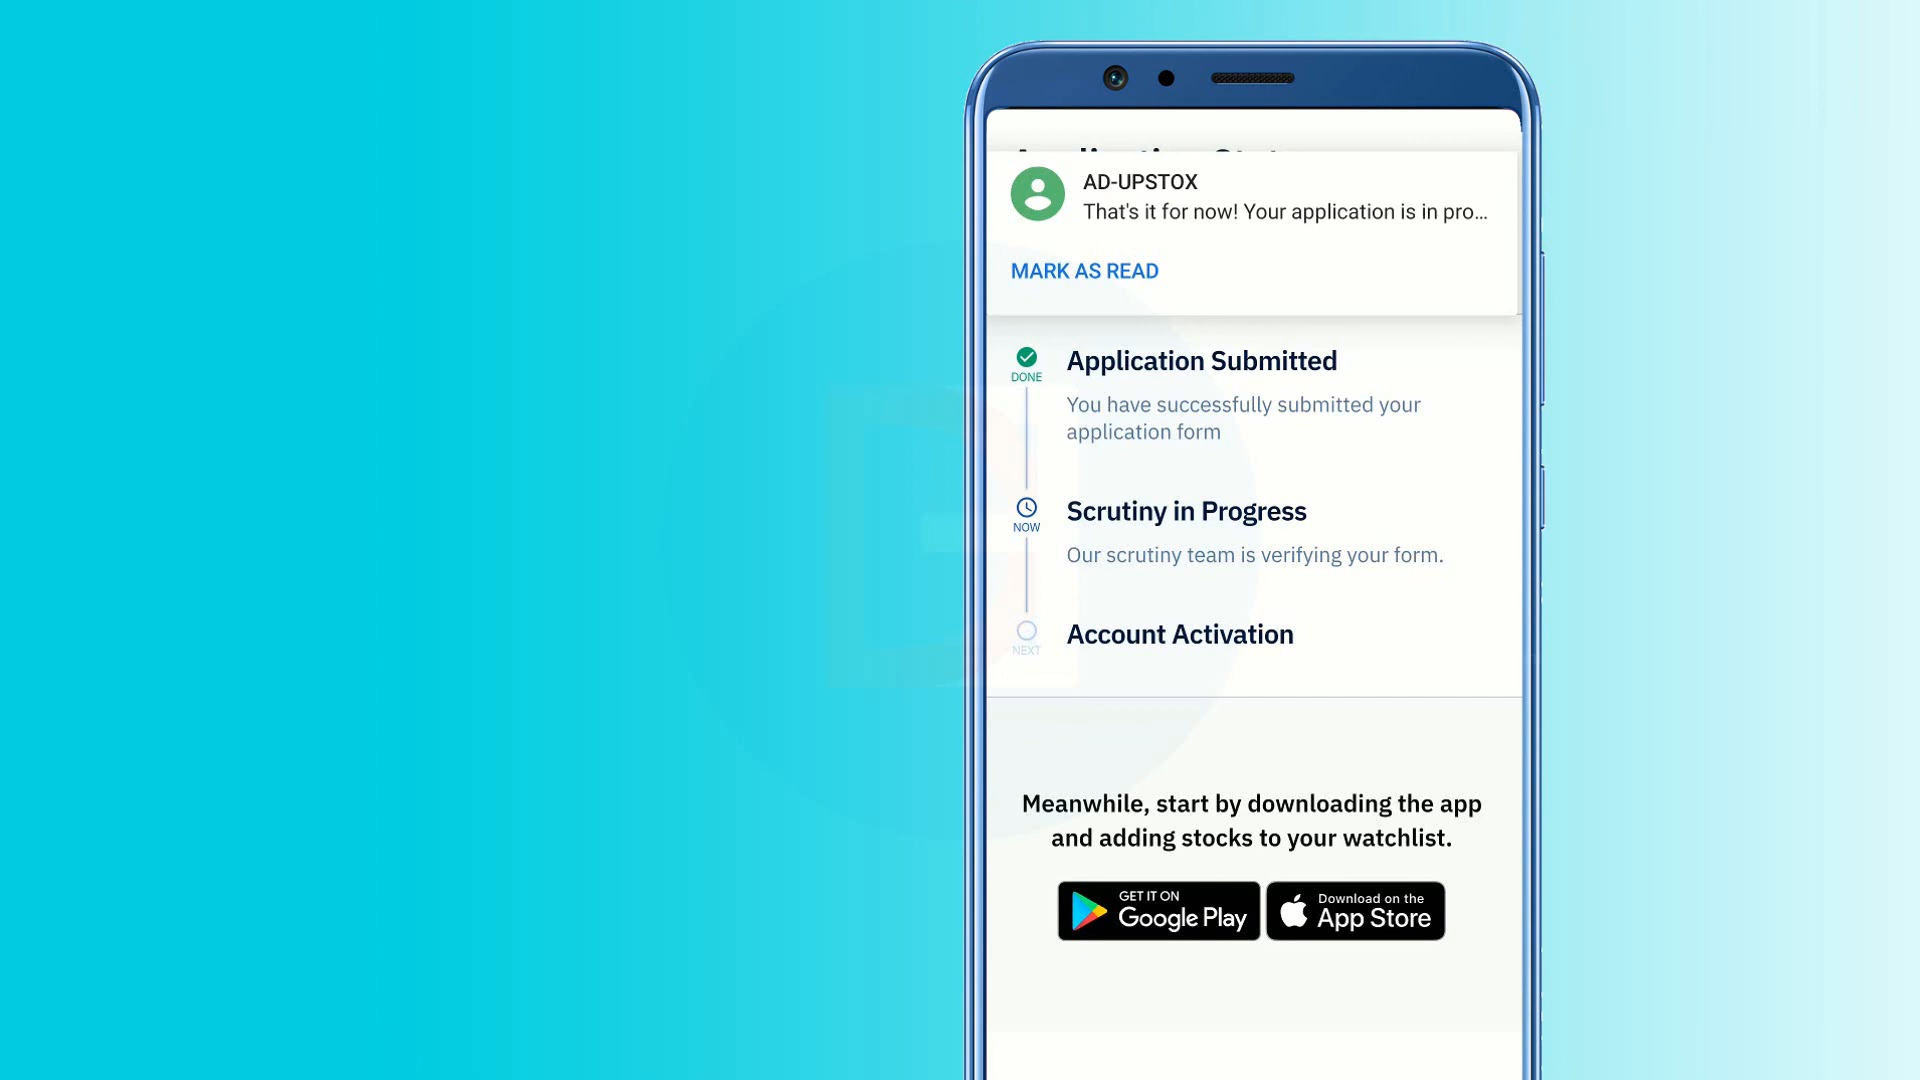 AD-UPSTOX
That's it for now! Your application is in pro...
MARK AS READ
DONE
Application Submitted
You have successfully submitted your
application form
NOW
Scrutiny in Progress
Our scrutiny team is verifying your form.
NEXT
Account Activation
Meanwhile, start by downloading the app
and adding stocks to your watchlist.
GET IT ON
Google Play
Download on the
App Store